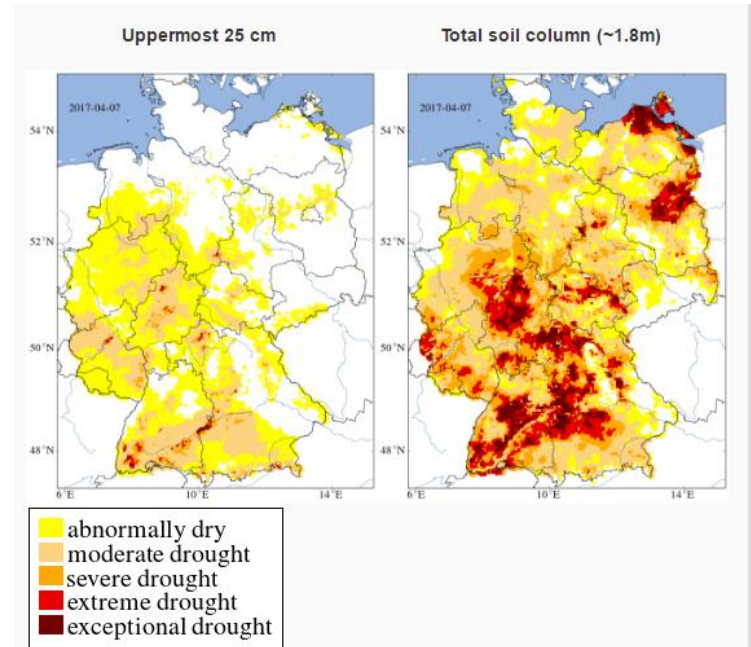 Uppermost 25 cm
Total soil column (~1.8m)
2017-04-07
2017-04-07
54°N
54°N
52°N
52°N
50°N
50°N
48°N
48°N
6°E
10°E
14°E
6°E
10°E
14°E
abnormally dry
moderate drought
severe drought
extreme drought
exceptional drought